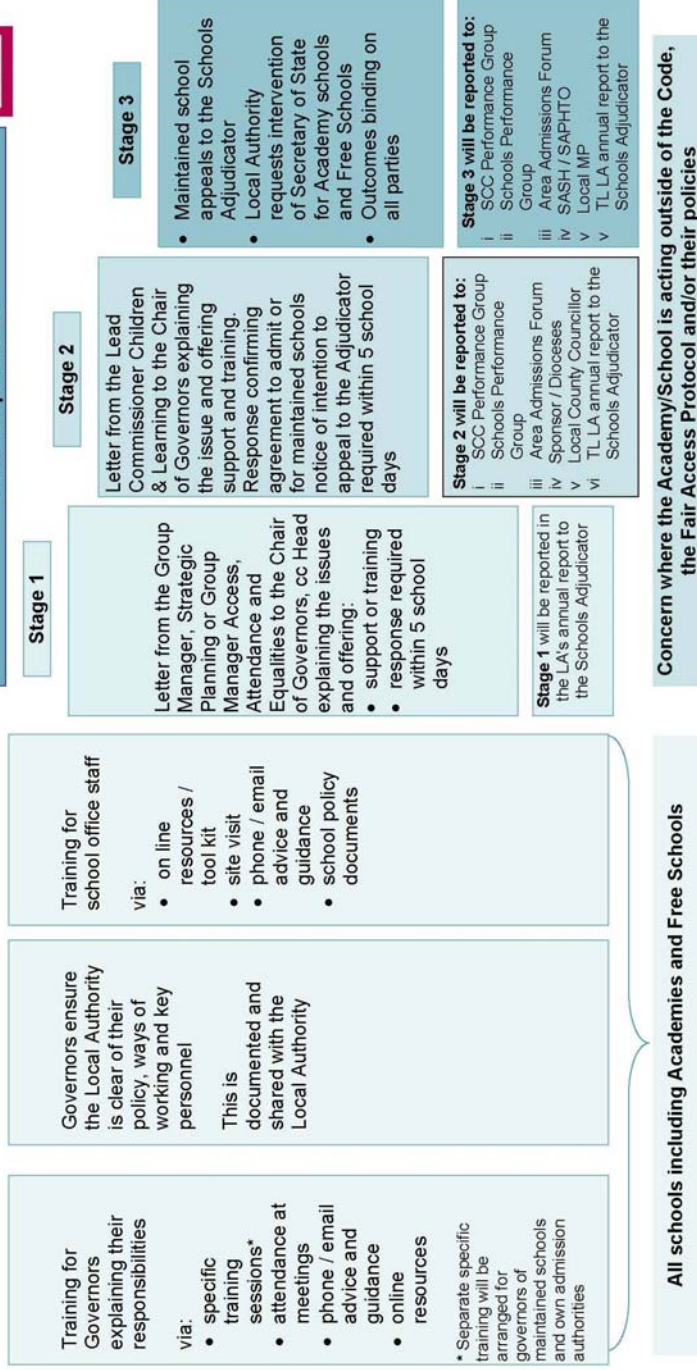 Training for
Governors
explaining their
responsibilities
via:
• specific
training
sessions*
• attendance at
meetings
• phone / email
advice and
guidance
• online
resources
* Separate specific
training will be
arranged for
governors of
maintained schools
and own admission
authorities
Governors ensure
the Local Authority
is clear of their
policy, ways of
working and key
personnel
This is
documented and
shared with the
Local Authority
Training for
school office staff
via:
• on line
resources /
tool kit
• site visit
• phone / email
advice and
guidance
• school policy
documents
All schools including Academies and Free Schools
Stage 1
Letter from the Group
Manager, Strategic
Planning or Group
Manager Access,
Attendance and
Equalities to the Chair
of Governors, cc Head
explaining the issues
and offering:
• support or training
• response required
within 5 school
days
Stage 1 will be reported in
the LA's annual report to
the Schools Adjudicator
Stage 2
Letter from the Lead
Commissioner Children
& Learning to the Chair
of Governors explaining
the issue and offering
support and training.
Response confirming
agreement to admit or
for maintained schools
notice of intention to
appeal to the Adjudicator
required within 5 school
days
Stage 2 will be reported to:
i SCC Performance Group
ii Schools Performance
Group
iii Area Admissions Forum
iv Sponsor / Dioceses
v Local County Councillor
vi TL LA annual report to the
Schools Adjudicator
Stage 3
• Maintained school
appeals to the Schools
Adjudicator
• Local Authority
requests intervention
of Secretary of State
for Academy schools
and Free Schools
• Outcomes binding on
all parties
Stage 3 will be reported to:
i SCC Performance Group
ii Schools Performance
Group
iii Area Admissions Forum
iv SASH / SAPHTO
v Local MP
v TL LA annual report to the
Schools Adjudicator
Concern where the Academy/School is acting outside of the Code,
the Fair Access Protocol and/or their policies